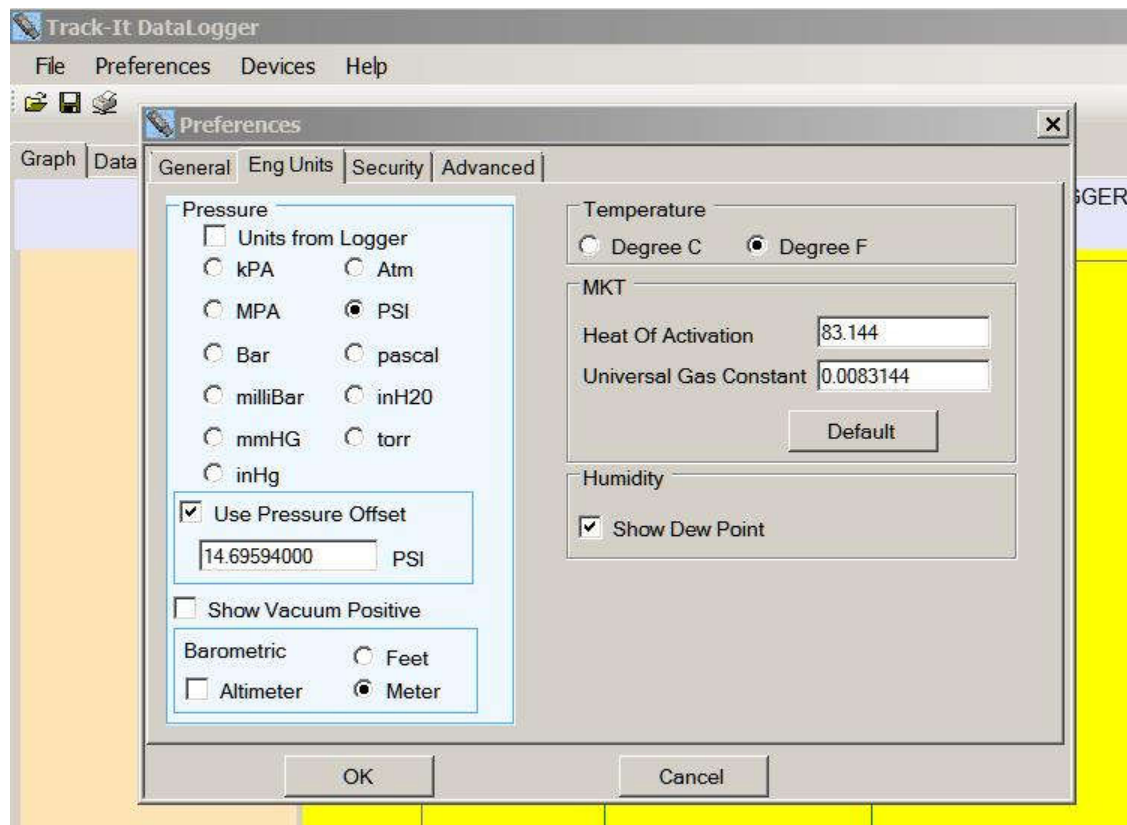 Track-It DataLogger
File Preferences Devices Help
Preferences
Graph Data
General Eng Units Security Advanced
GGER
Pressure
Units from Logger
kPA Atm
MPA PSI
Bar pascal
milliBar inH20
mmHG torr
inHg
Use Pressure Offset
14.69594000 PSI
Show Vacuum Positive
Barometric Feet
Altimeter Meter
Temperature
Degree C Degree F
MKT
Heat Of Activation 83.144
Universal Gas Constant 0.0083144
Default
Humidity
Show Dew Point
OK Cancel